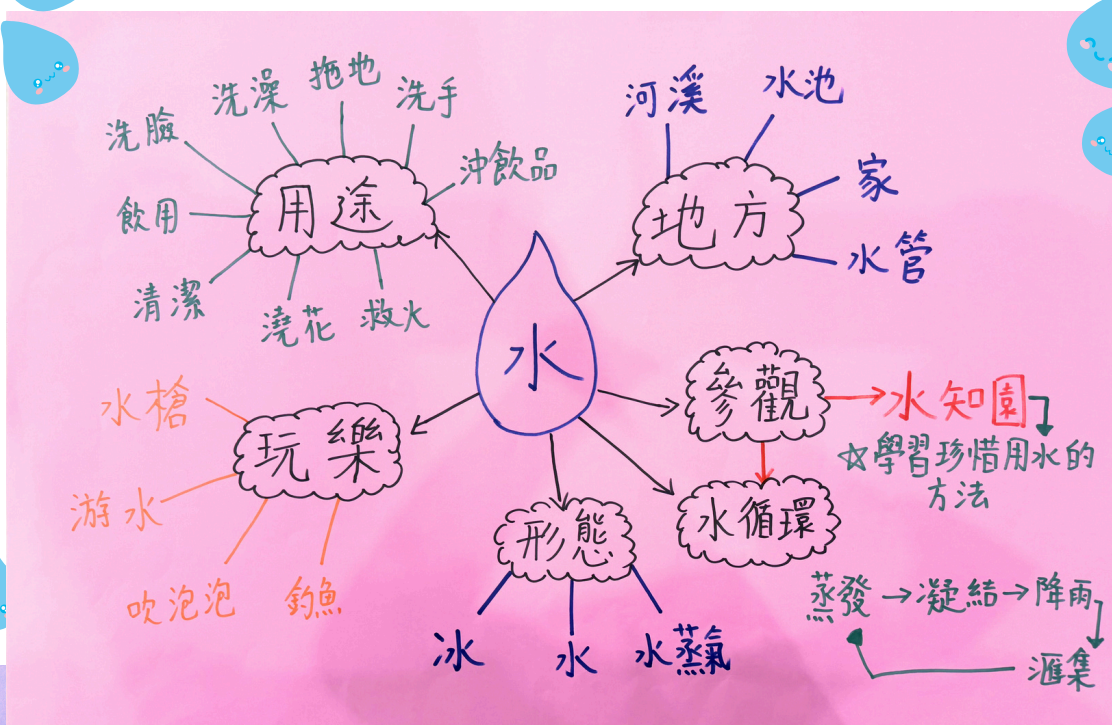 洗臉
洗澡
拖地
洗手
沖飲品
飲用
用途
清潔
澆花
救火
河溪
水池
家
地方
水管
水
水槍
玩樂
游水
吹泡泡
釣魚
參觀
水知園
☆學習珍惜用水的
方法
水循環
形態
冰
水
水蒸氣
蒸發→凝結→降雨
滙集